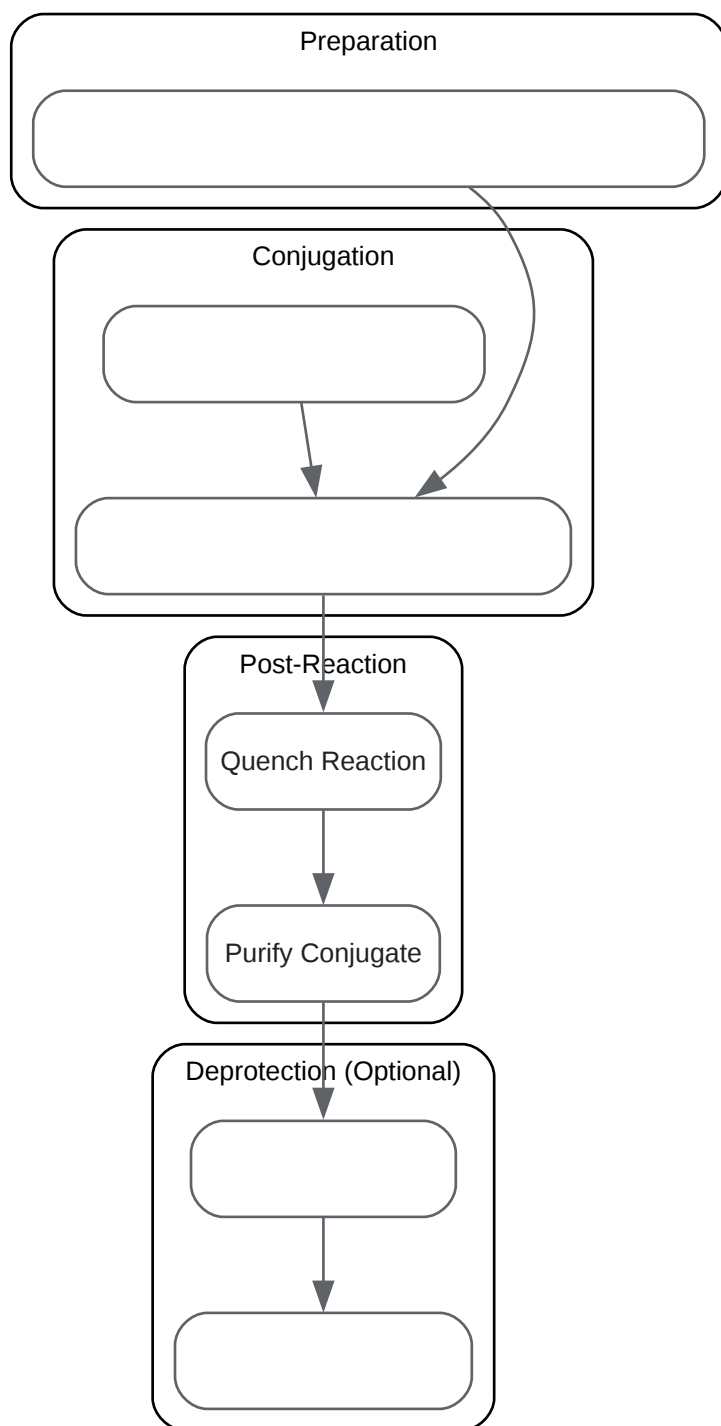 Preparation
Conjugation
Post-Reaction
Quench Reaction
Purify Conjugate
Deprotection (Optional)